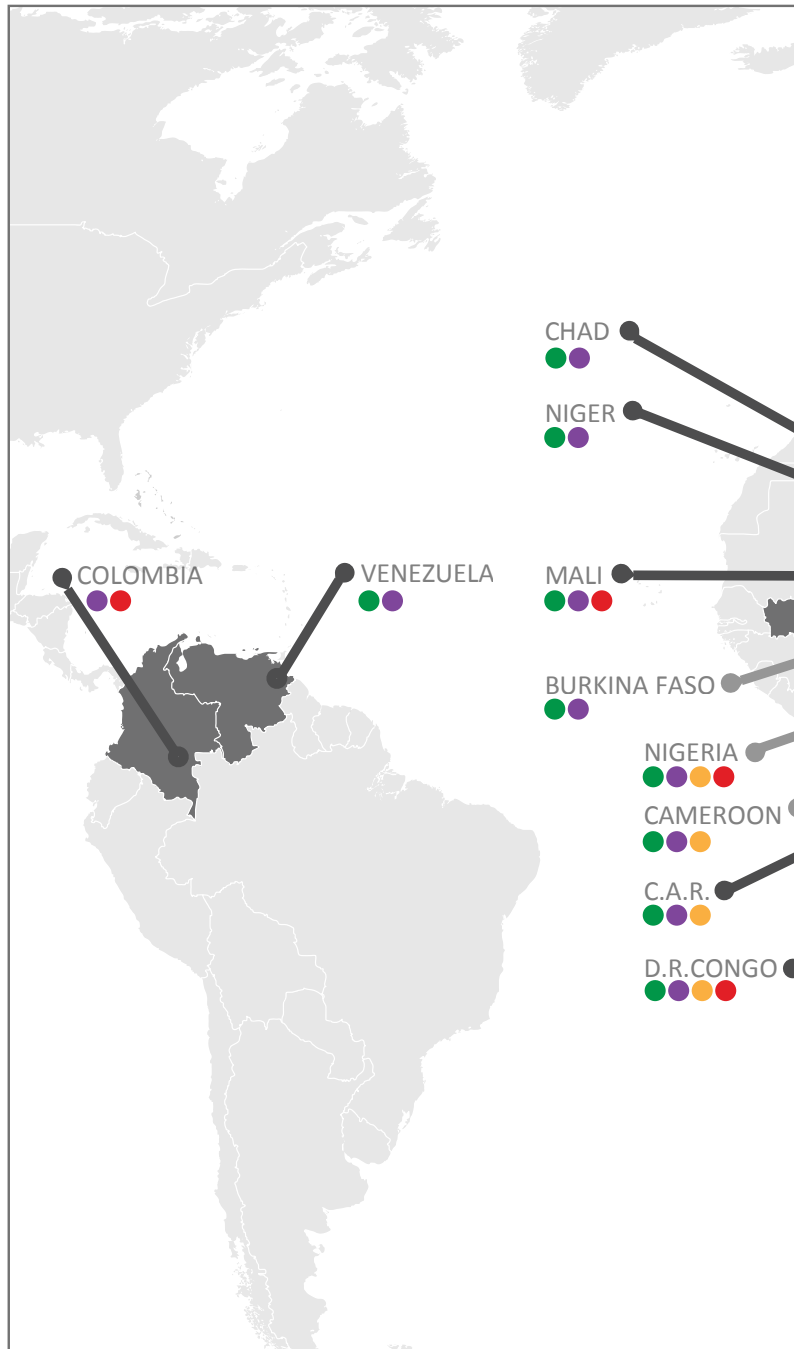 CHAD
NIGER
COLOMBIA
VENEZUELA
MALI
BURKINA FASO
NIGERIA
CAMEROON
C.A.R.
D.R.CONGO